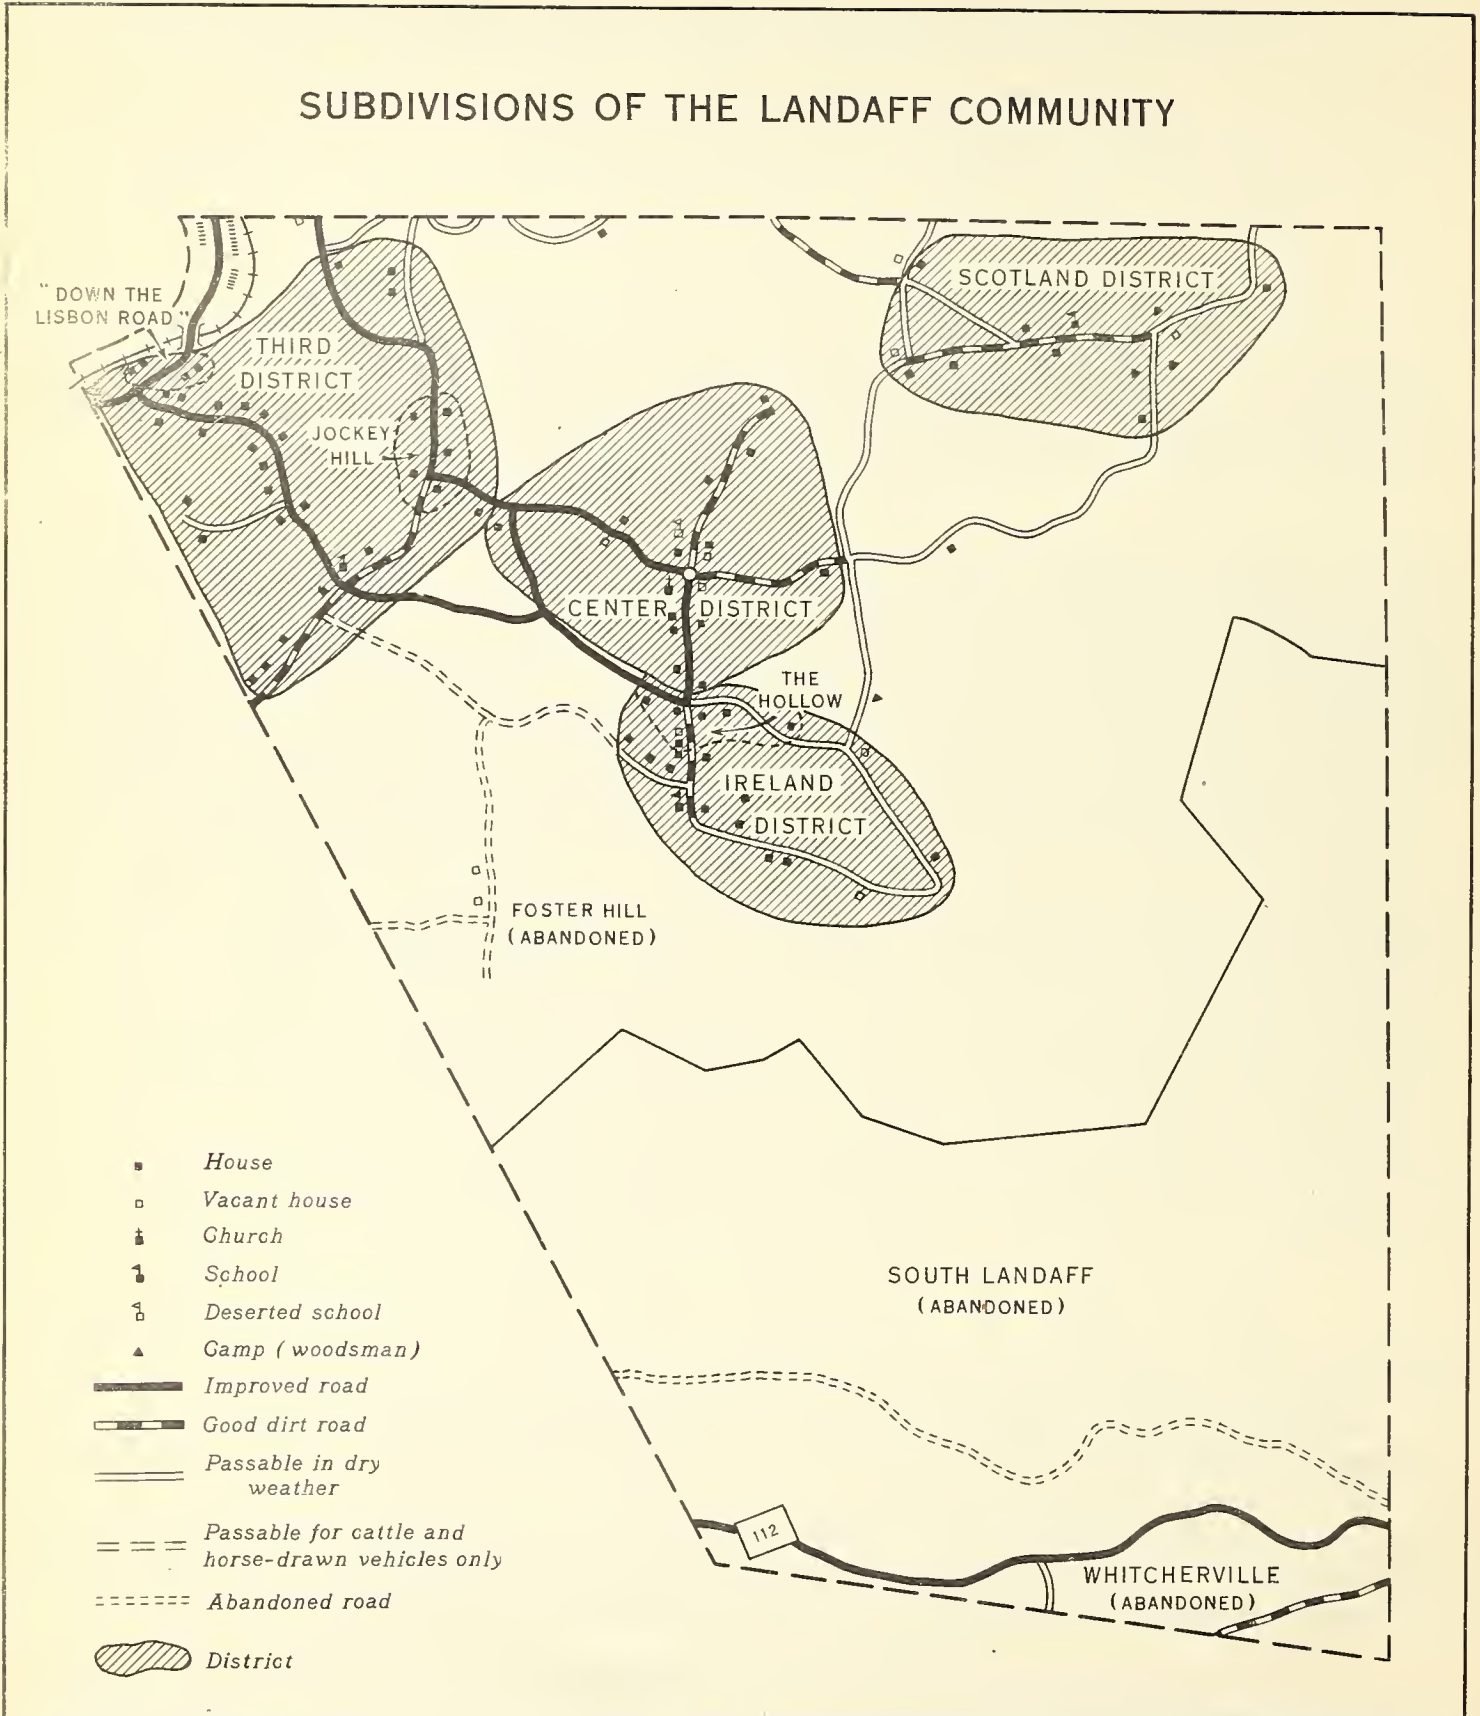 SUBDIVISIONS OF THE LANDAFF COMMUNITY
"DOWN THE
LISBON ROAD"
THIRD
DISTRICT
JOCKEY
HILL
SCOTLAND DISTRICT
CENTER DISTRICT
THE
HOLLOW
IRELAND
DISTRICT
FOSTER HILL
(ABANDONED)
SOUTH LANDAFF
(ABANDONED)
112
WHITCHERVILLE
(ABANDONED)
House
Vacant house
Church
School
Deserted school
Camp (woodsman)
Improved road
Good dirt road
Passable in dry
weather
Passable for cattle and
horse-drawn vehicles only
Abandoned road
District